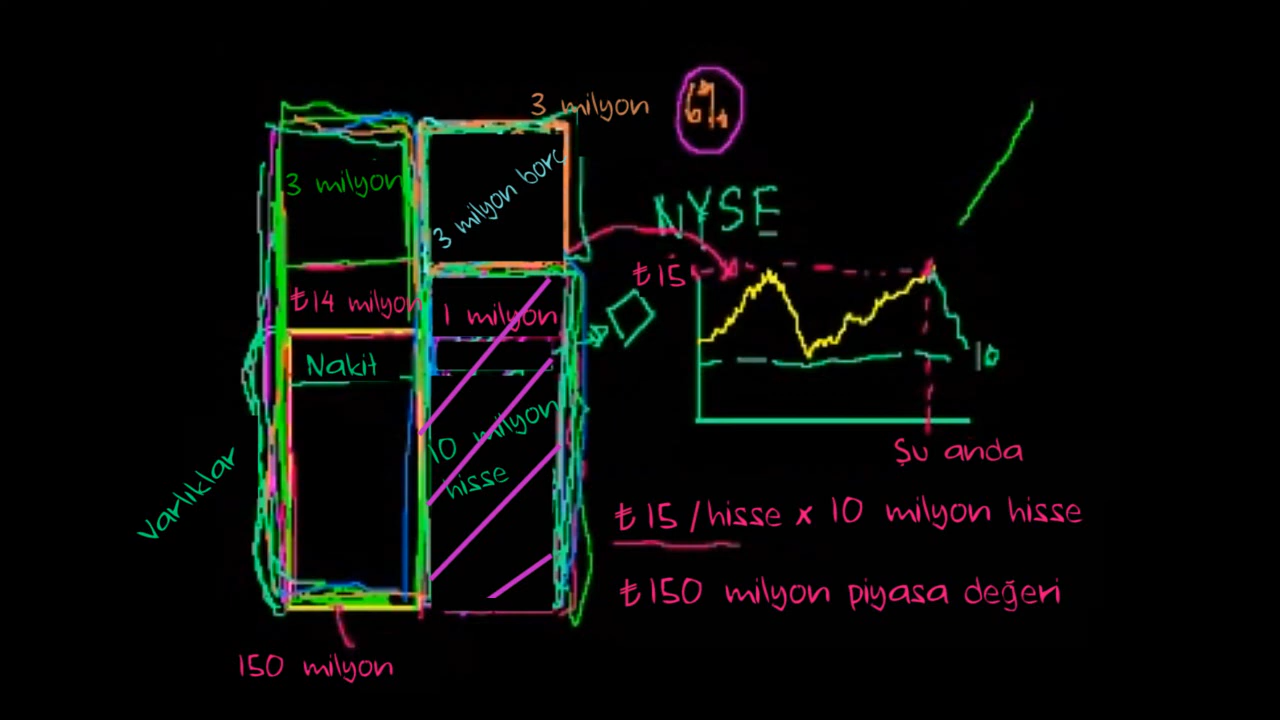 3 milyon
3 milyon
3 milyon borç
NYSE
₺15
₺14 milyon
1 milyon
Nakit
10
10 milyon
hisse
Varlıklar
Şu anda
₺15 /hisse x 10 milyon hisse
₺150 milyon piyasa değeri
150 milyon